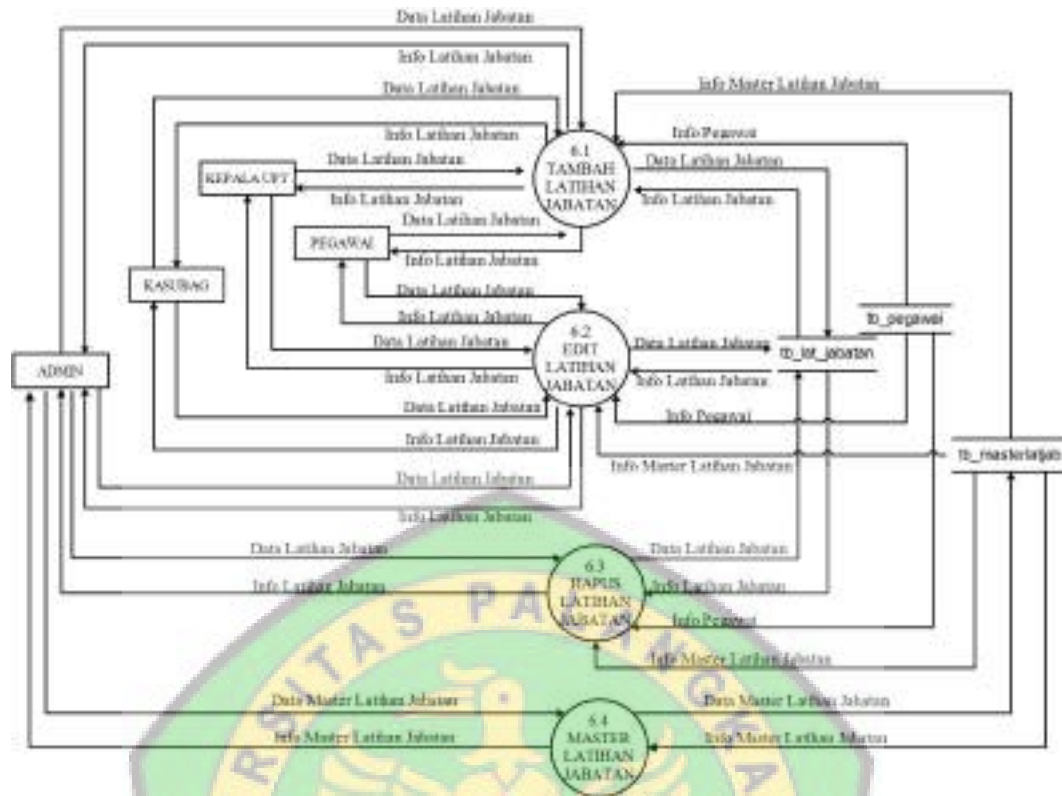 Data Latihan Jabatan
Info Latihan Jabatan
Data Latihan Jabatan
Info Master Latihan Jabatan
Info Latihan Jabatan
Info Pegawai
6.1
TAMBAH
LATIHAN
JABATAN
Data Latihan Jabatan
Data Latihan Jabatan
KEPALA UPT
Info Latihan Jabatan
Info Latihan Jabatan
Data Latihan Jabatan
PEGAWAI
Info Latihan Jabatan
KASUBAG
Data Latihan Jabatan
Info Latihan Jabatan
tb_pegawai
6.2
EDIT
LATIHAN
JABATAN
Data Latihan Jabatan
Data Latihan Jabatan
tb_lat_jabatan
ADMIN
Info Latihan Jabatan
Info Latihan Jabatan
Data Latihan Jabatan
Info Pegawai
Info Latihan Jabatan
tb_masterlatjab
Info Master Latihan Jabatan
Data Latihan Jabatan
Info Latihan Jabatan
Data Latihan Jabatan
6.3
HAPUS
LATIHAN
JABATAN
Data Latihan Jabatan
Info Latihan Jabatan
Info Latihan Jabatan
Info Pegawai
Info Master Latihan Jabatan
Data Master Latihan Jabatan
6.4
MASTER
LATIHAN
JABATAN
Data Master Latihan Jabatan
Info Master Latihan Jabatan
Info Master Latihan Jabatan
RSITAS PALANGKA